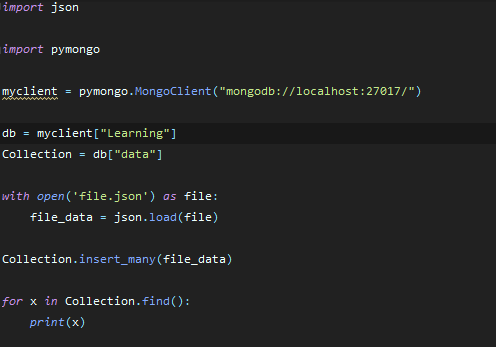 import json
import pymongo
myclient = pymongo.MongoClient("mongodb://localhost:27017/")
db = myclient["Learning"]
Collection = db["data"]
with open('file.json') as file:
    file_data = json.load(file)
Collection.insert_many(file_data)
for x in Collection.find():
    print(x)